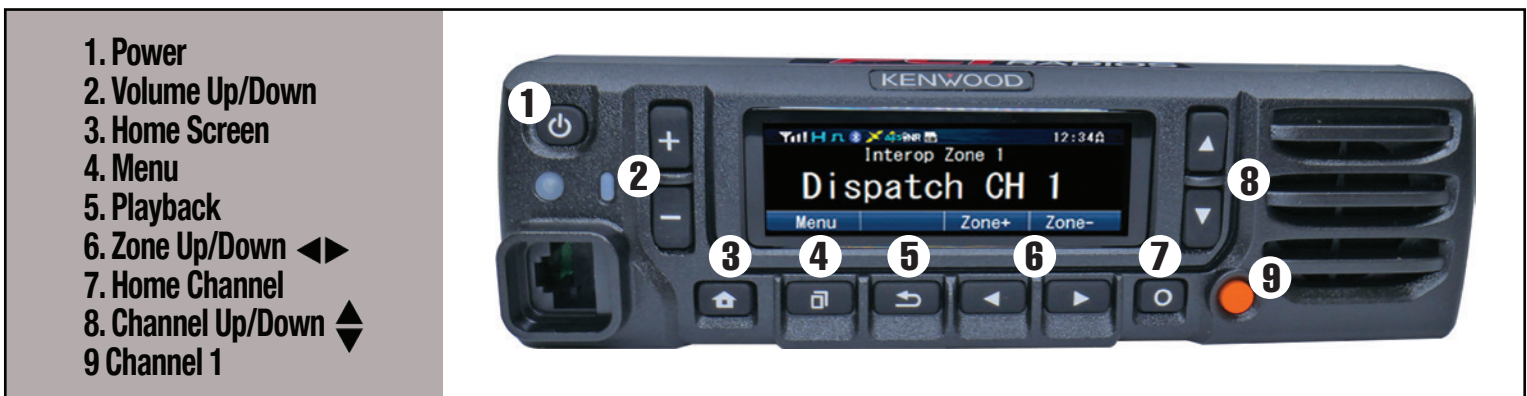 1. Power
2. Volume Up/Down
3. Home Screen
4. Menu
5. Playback
6. Zone Up/Down ◀▶
7. Home Channel
8. Channel Up/Down ▲▼
9 Channel 1
RADIOS
KENWOOD
1
12:34
Interop Zone 1
2
Dispatch CH 1
8
Menu Zone+ Zone-
3 4 5 6 7 9